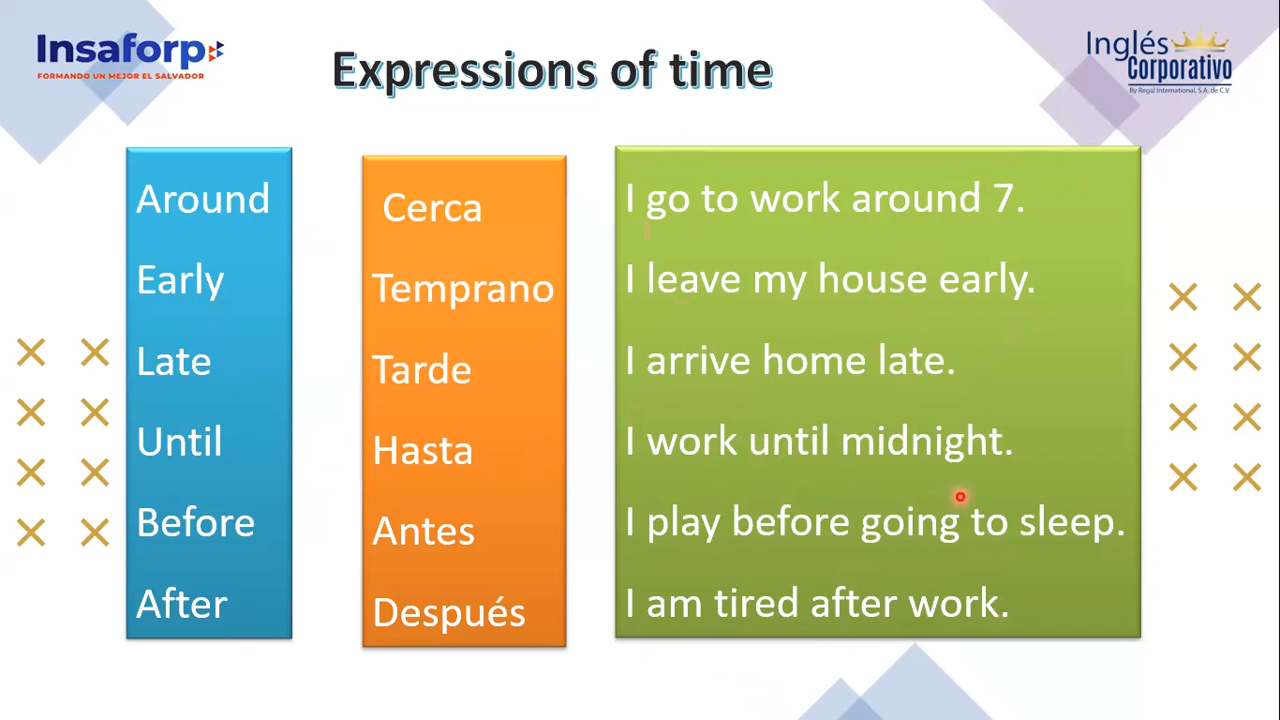 Insaforp
FORMANDO UN MEJOR EL SALVADOR
Expressions of time
Inglés
Corporativo
By Regal International, S.A. de C.V.
Around
Early
Late
Until
Before
After
Cerca
Temprano
Tarde
Hasta
Antes
Después
I go to work around 7.
I leave my house early.
I arrive home late.
I work until midnight.
I play before going to sleep.
I am tired after work.